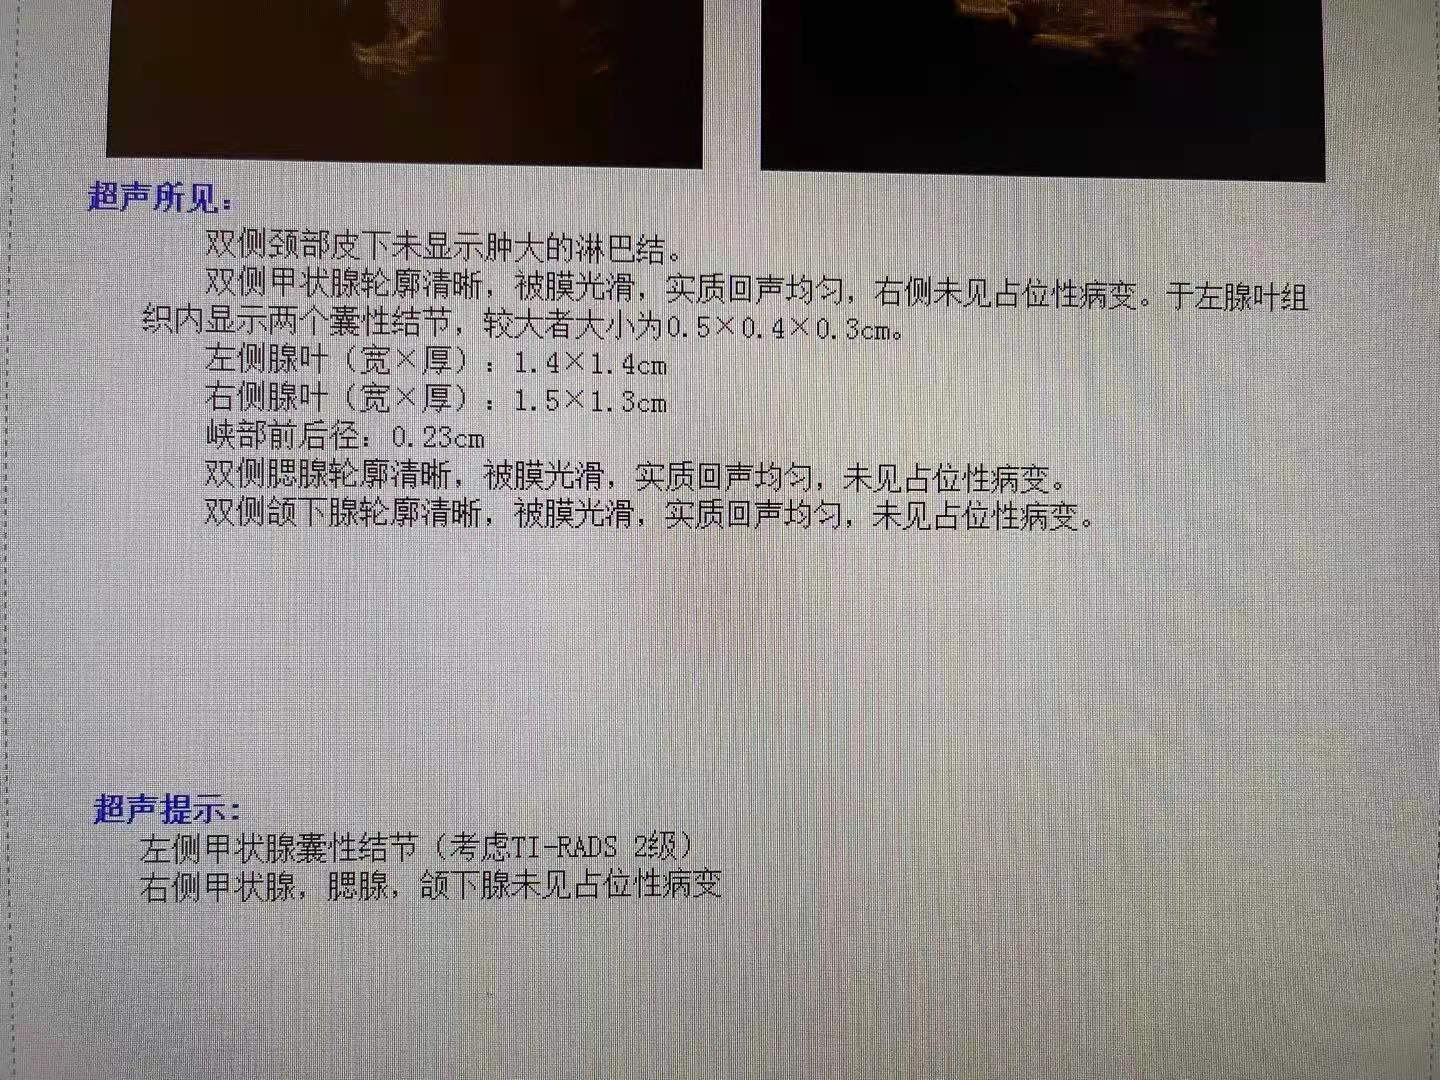 超声所见：
双侧颈部皮下未显示肿大的淋巴结。
双侧甲状腺轮廓清晰，被膜光滑，实质回声均匀，右侧未见占位性病变。于左腺叶组
织内显示两个囊性结节，较大者大小为0.5×0.4×0.3cm。
左侧腺叶（宽×厚）：1.4×1.4cm
右侧腺叶（宽×厚）：1.5×1.3cm
峡部前后径：0.23cm
双侧腮腺轮廓清晰，被膜光滑，实质回声均匀，未见占位性病变。
双侧颌下腺轮廓清晰，被膜光滑，实质回声均匀，未见占位性病变。
超声提示：
左侧甲状腺囊性结节（考虑TI-RADS 2级）
右侧甲状腺，腮腺，颌下腺未见占位性病变